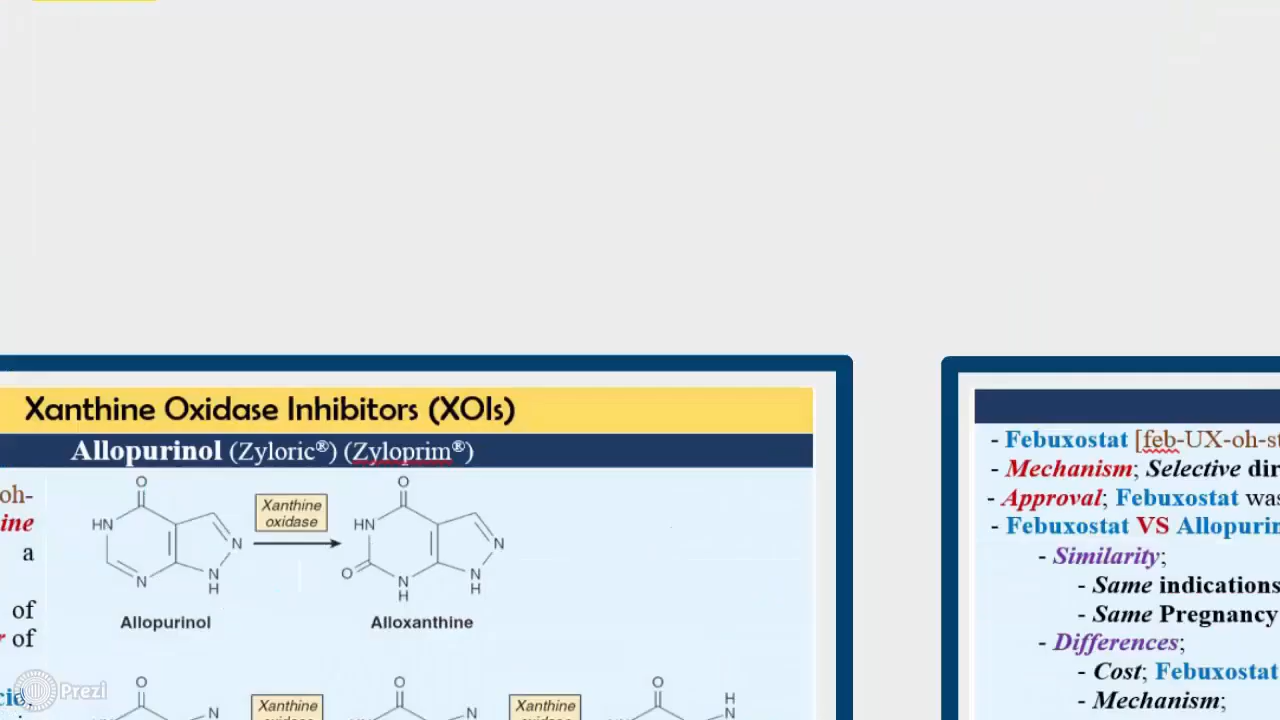 Xanthine Oxidase Inhibitors (XOIs)
Allopurinol (Zyloric®) (Zyloprim®)
oh-
ine
a
of
of
O
HN
N
N
N
H
Xanthine
oxidase
O
HN
O
N
H
N
N
H
Allopurinol
Alloxanthine
O
N
Xanthine
oxidase
O
N
Xanthine
oxidase
O
H
N
Prezi
- Febuxostat [feb-UX-oh-st
- Mechanism; Selective dir
- Approval; Febuxostat was
- Febuxostat VS Allopurin
- Similarity;
- Same indications
- Same Pregnancy
- Differences;
- Cost; Febuxostat
- Mechanism;